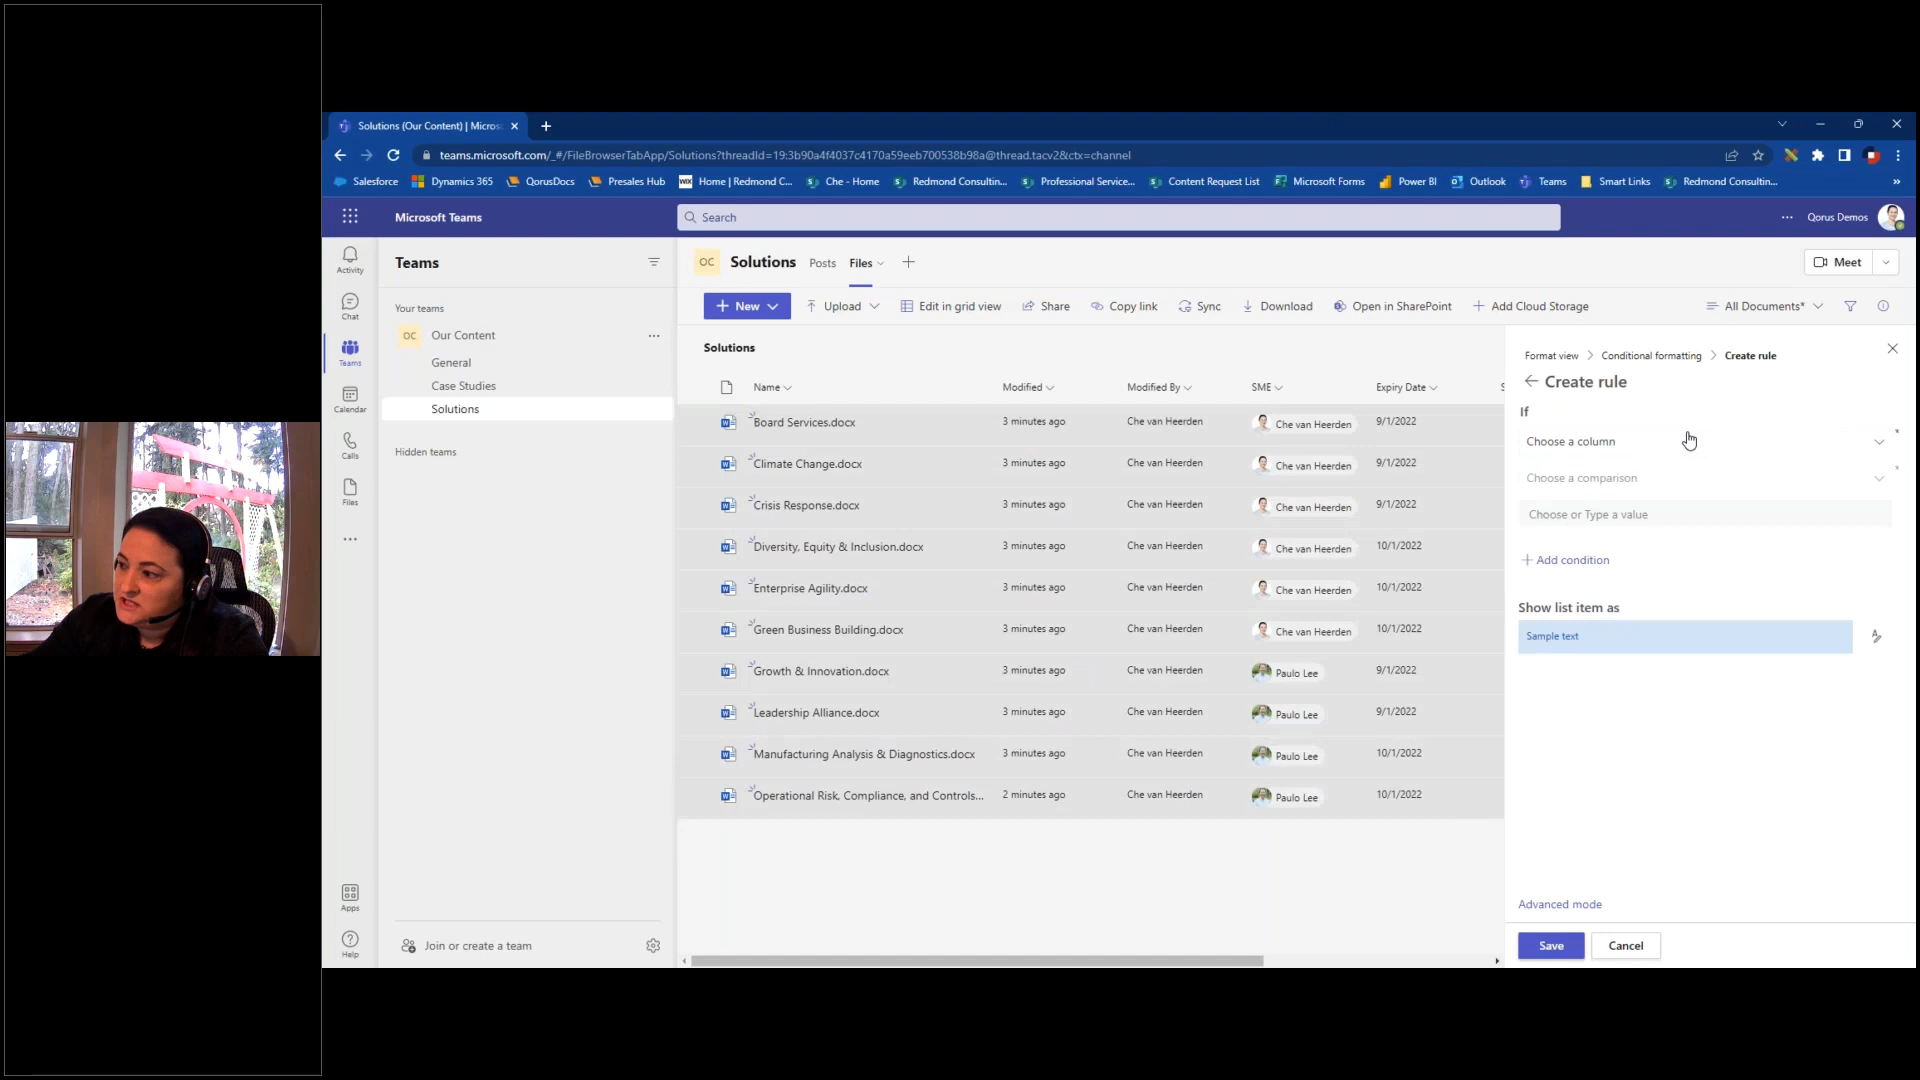 Solutions (Our Content) | Micros
teams.microsoft.com/_#/FileBrowserTabApp/Solutions?threadId=19:3b90a4f4037c4170a59eeb700538b98a@thread.tacv2&ctx=channel
Salesforce Dynamics 365 QorusDocs Presales Hub Home | Redmond C... Che - Home Redmond Consultin... Professional Service... Content Request List Microsoft Forms Power BI Outlook Teams Smart Links Redmond Consultin... »
Microsoft Teams
Search
Qorus Demos
Activity
Chat
Teams
Calendar
Calls
Files
Apps
Help
Teams
Your teams
OC Our Content
General
Case Studies
Solutions
Hidden teams
Join or create a team
OC Solutions Posts Files
Meet
New Upload Edit in grid view Share Copy link Sync Download Open in SharePoint Add Cloud Storage All Documents*
Solutions
Name Modified Modified By SME Expiry Date
Board Services.docx 3 minutes ago Che van Heerden Che van Heerden 9/1/2022
Climate Change.docx 3 minutes ago Che van Heerden Che van Heerden 9/1/2022
Crisis Response.docx 3 minutes ago Che van Heerden Che van Heerden 9/1/2022
Diversity, Equity & Inclusion.docx 3 minutes ago Che van Heerden Che van Heerden 10/1/2022
Enterprise Agility.docx 3 minutes ago Che van Heerden Che van Heerden 10/1/2022
Green Business Building.docx 3 minutes ago Che van Heerden Che van Heerden 10/1/2022
Growth & Innovation.docx 3 minutes ago Che van Heerden Paulo Lee 9/1/2022
Leadership Alliance.docx 3 minutes ago Che van Heerden Paulo Lee 9/1/2022
Manufacturing Analysis & Diagnostics.docx 3 minutes ago Che van Heerden Paulo Lee 10/1/2022
Operational Risk, Compliance, and Controls... 2 minutes ago Che van Heerden Paulo Lee 10/1/2022
Format view > Conditional formatting > Create rule
Create rule
If
Choose a column *
Choose a comparison *
Choose or Type a value
Add condition
Show list item as
Sample text
Advanced mode
Save Cancel